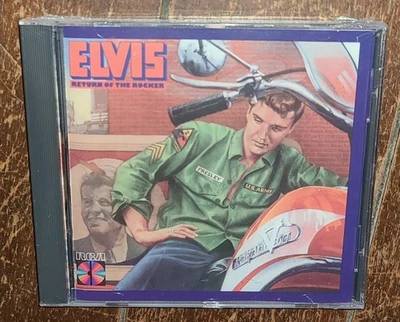 ELVIS
RETURN OF THE ROCKER
PRESLEY
U.S. ARMY
RCA